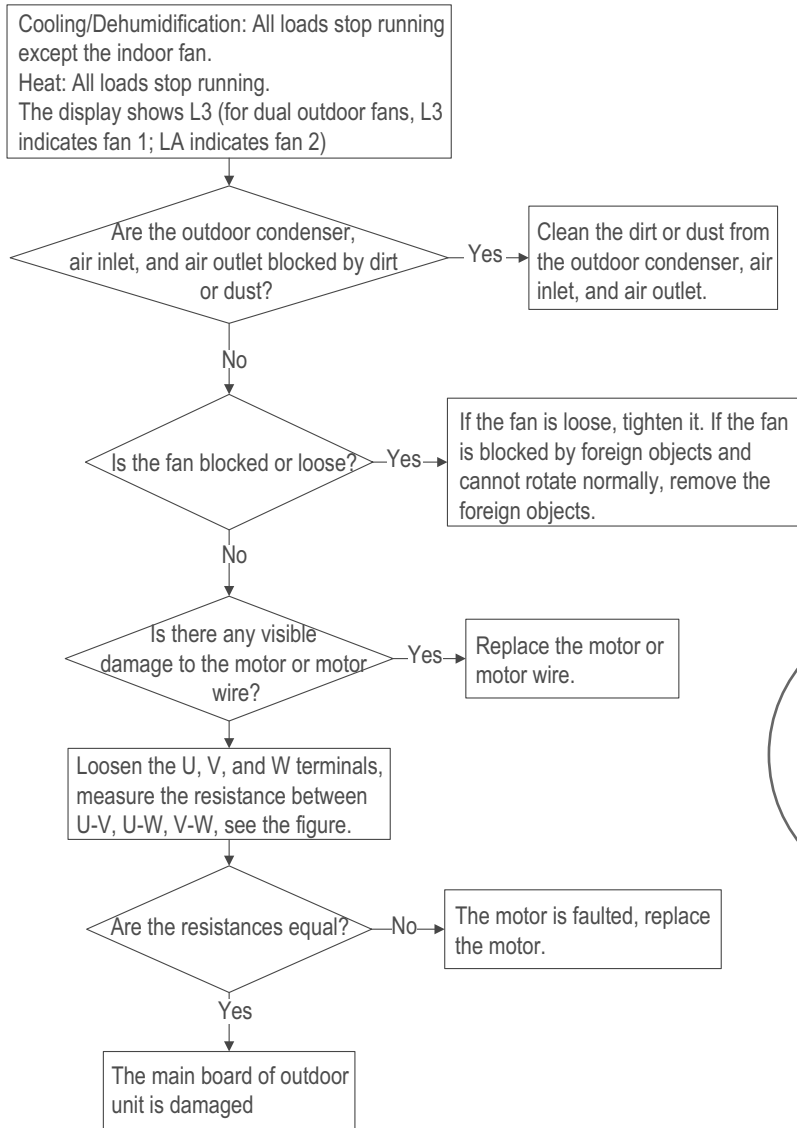 Cooling/Dehumidification: All loads stop running
except the indoor fan.
Heat: All loads stop running.
The display shows L3 (for dual outdoor fans, L3
indicates fan 1; LA indicates fan 2)
Are the outdoor condenser,
air inlet, and air outlet blocked by dirt
or dust?
Yes
Clean the dirt or dust from
the outdoor condenser, air
inlet, and air outlet.
No
Is the fan blocked or loose?
Yes
If the fan is loose, tighten it. If the fan
is blocked by foreign objects and
cannot rotate normally, remove the
foreign objects.
No
Is there any visible
damage to the motor or motor
wire?
Yes
Replace the motor or
motor wire.
Loosen the U, V, and W terminals,
measure the resistance between
U-V, U-W, V-W, see the figure.
Are the resistances equal?
No
The motor is faulted, replace
the motor.
Yes
The main board of outdoor
unit is damaged